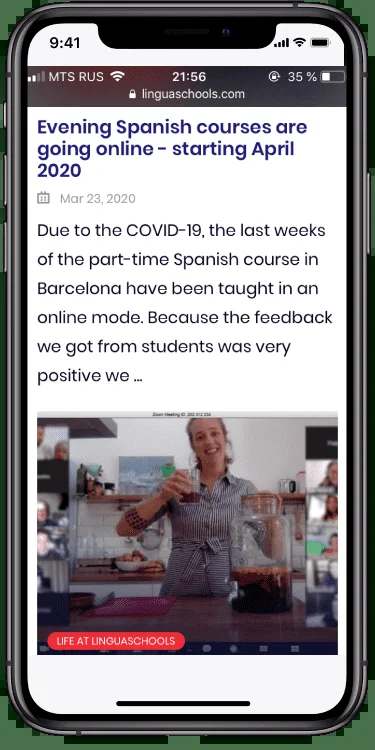 9:41
MTS RUS 21:56 35 %
linguaschools.com
Evening Spanish courses are
going online - starting April
2020
Mar 23, 2020
Due to the COVID-19, the last weeks
of the part-time Spanish course in
Barcelona have been taught in an
online mode. Because the feedback
we got from students was very
positive we ...
Zoom Meeting ID:
LIFE AT LINGUASCHOOLS